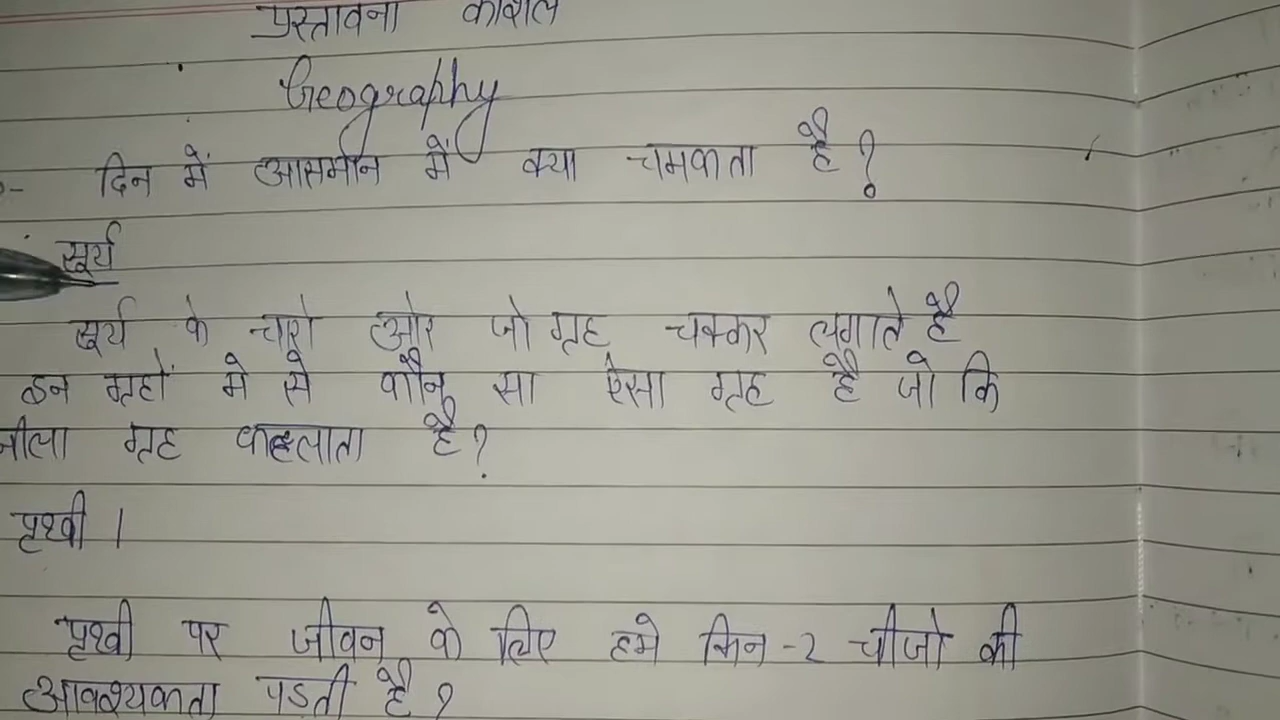 प्रस्तावना कौशल
Geography
दिन में आसमान में क्या चमकता है?
सूर्य
सूर्य के चारो ओर जो ग्रह चक्कर लगाते है
इन ग्रहों मे से कौन सा ऐसा ग्रह है जो कि
नीला ग्रह कहलाता है?
पृथ्वी।
पृथ्वी पर जीवन के लिए हमे किन-2 चीजो की
आवश्यकता पडती है?